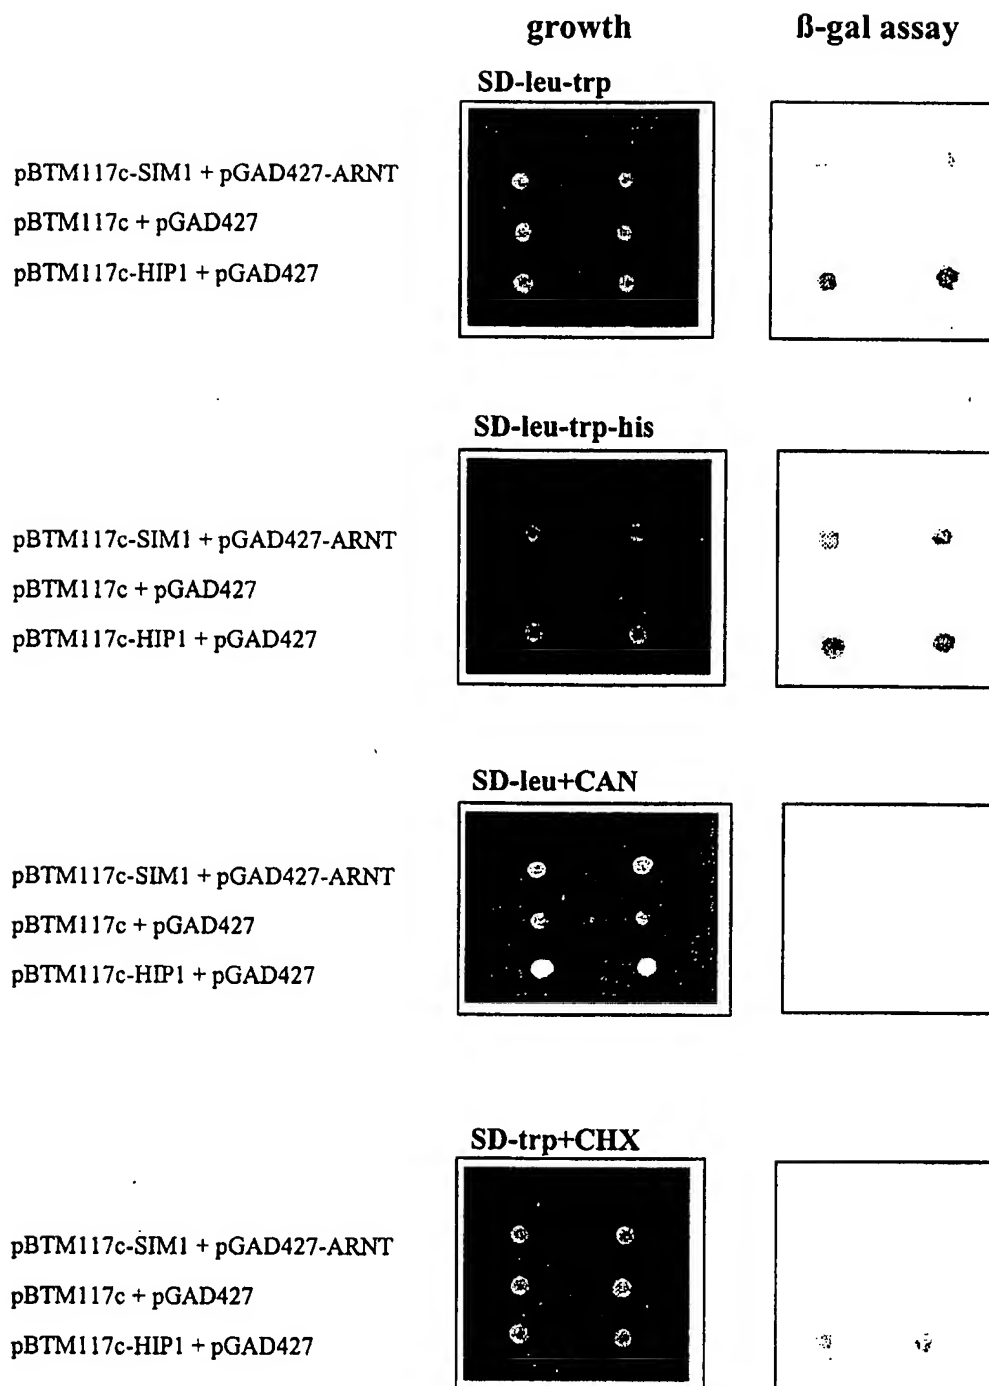 growth ß-gal assay
SD-leu-trp
pBTM117c-SIM1 + pGAD427-ARNT
pBTM117c + pGAD427
pBTM117c-HIP1 + pGAD427
SD-leu-trp-his
pBTM117c-SIM1 + pGAD427-ARNT
pBTM117c + pGAD427
pBTM117c-HIP1 + pGAD427
SD-leu+CAN
pBTM117c-SIM1 + pGAD427-ARNT
pBTM117c + pGAD427
pBTM117c-HIP1 + pGAD427
SD-trp+CHX
pBTM117c-SIM1 + pGAD427-ARNT
pBTM117c + pGAD427
pBTM117c-HIP1 + pGAD427